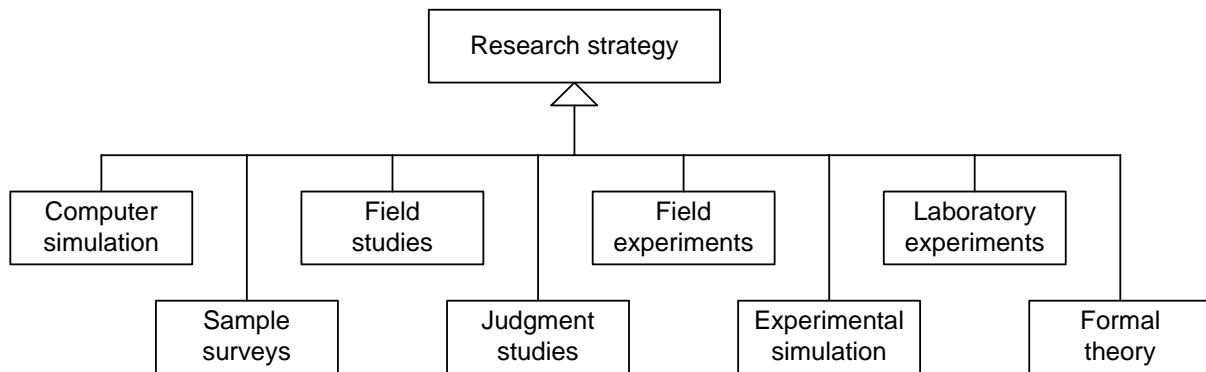 Research strategy
Computer
simulation
Field
studies
Field
experiments
Laboratory
experiments
Sample
surveys
Judgment
studies
Experimental
simulation
Formal
theory